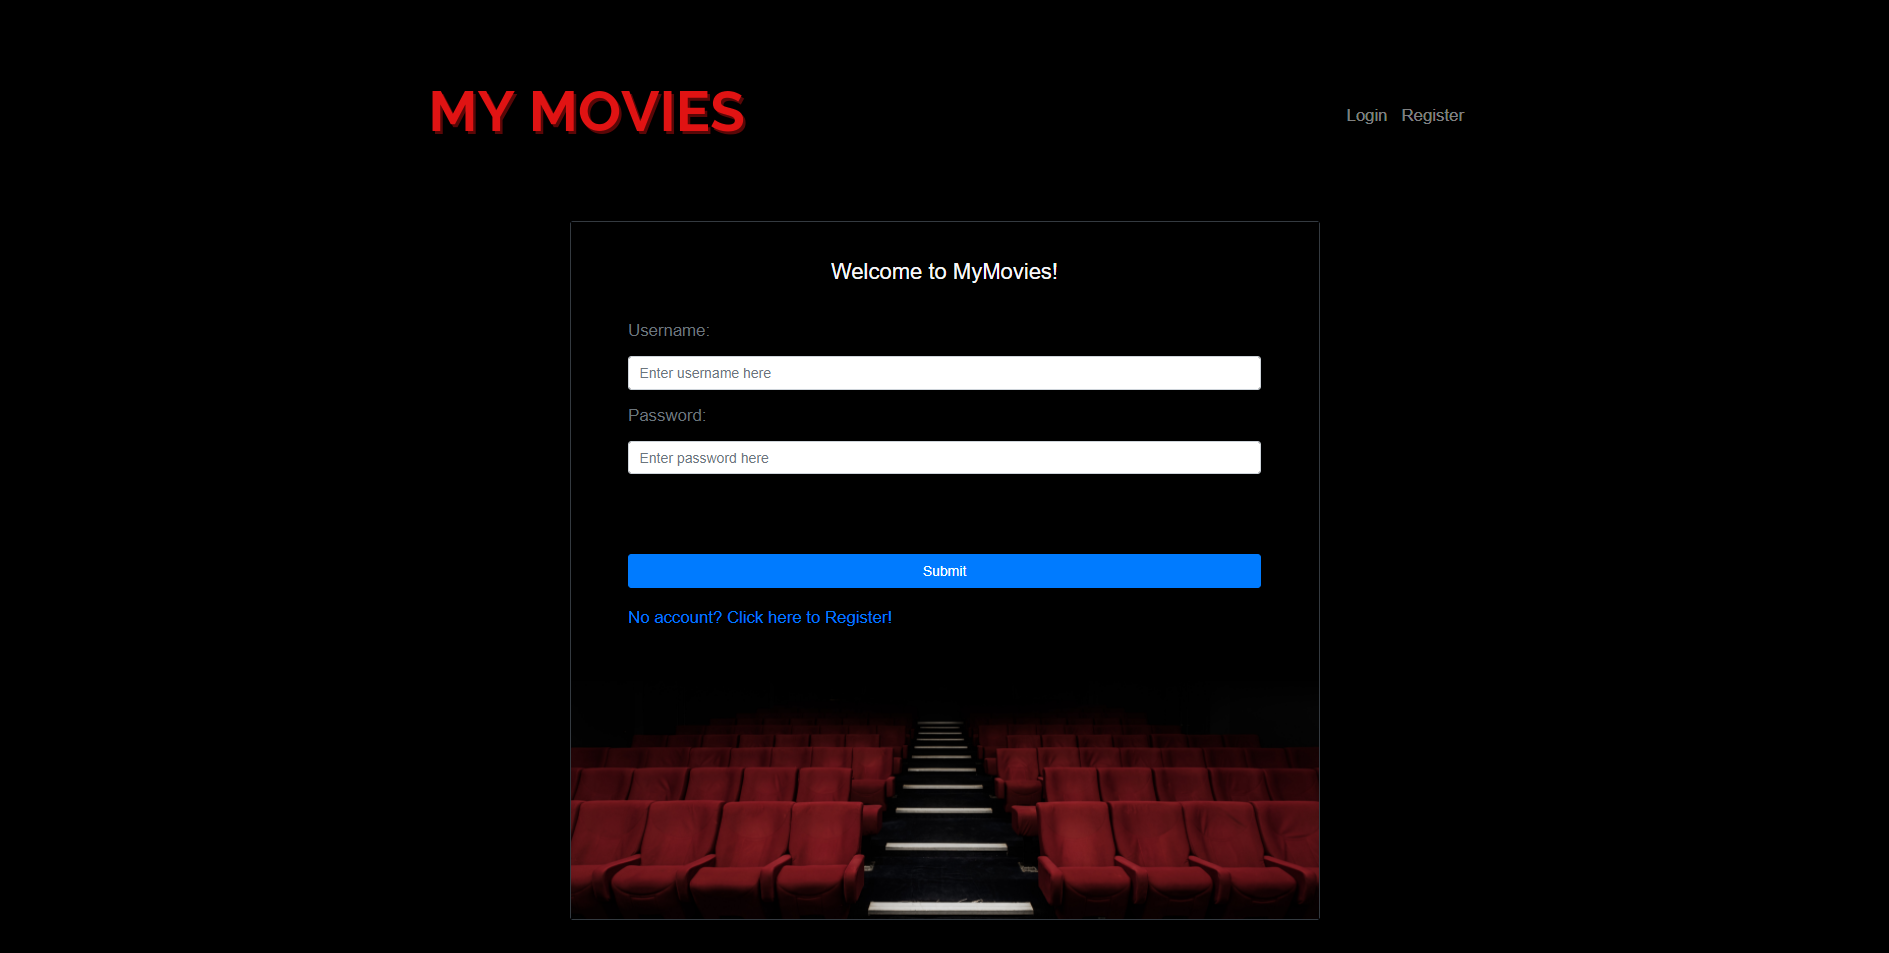 MY MOVIES
Login Register
Welcome to MyMovies!
Username:
Enter username here
Password:
Enter password here
Submit
No account? Click here to Register!